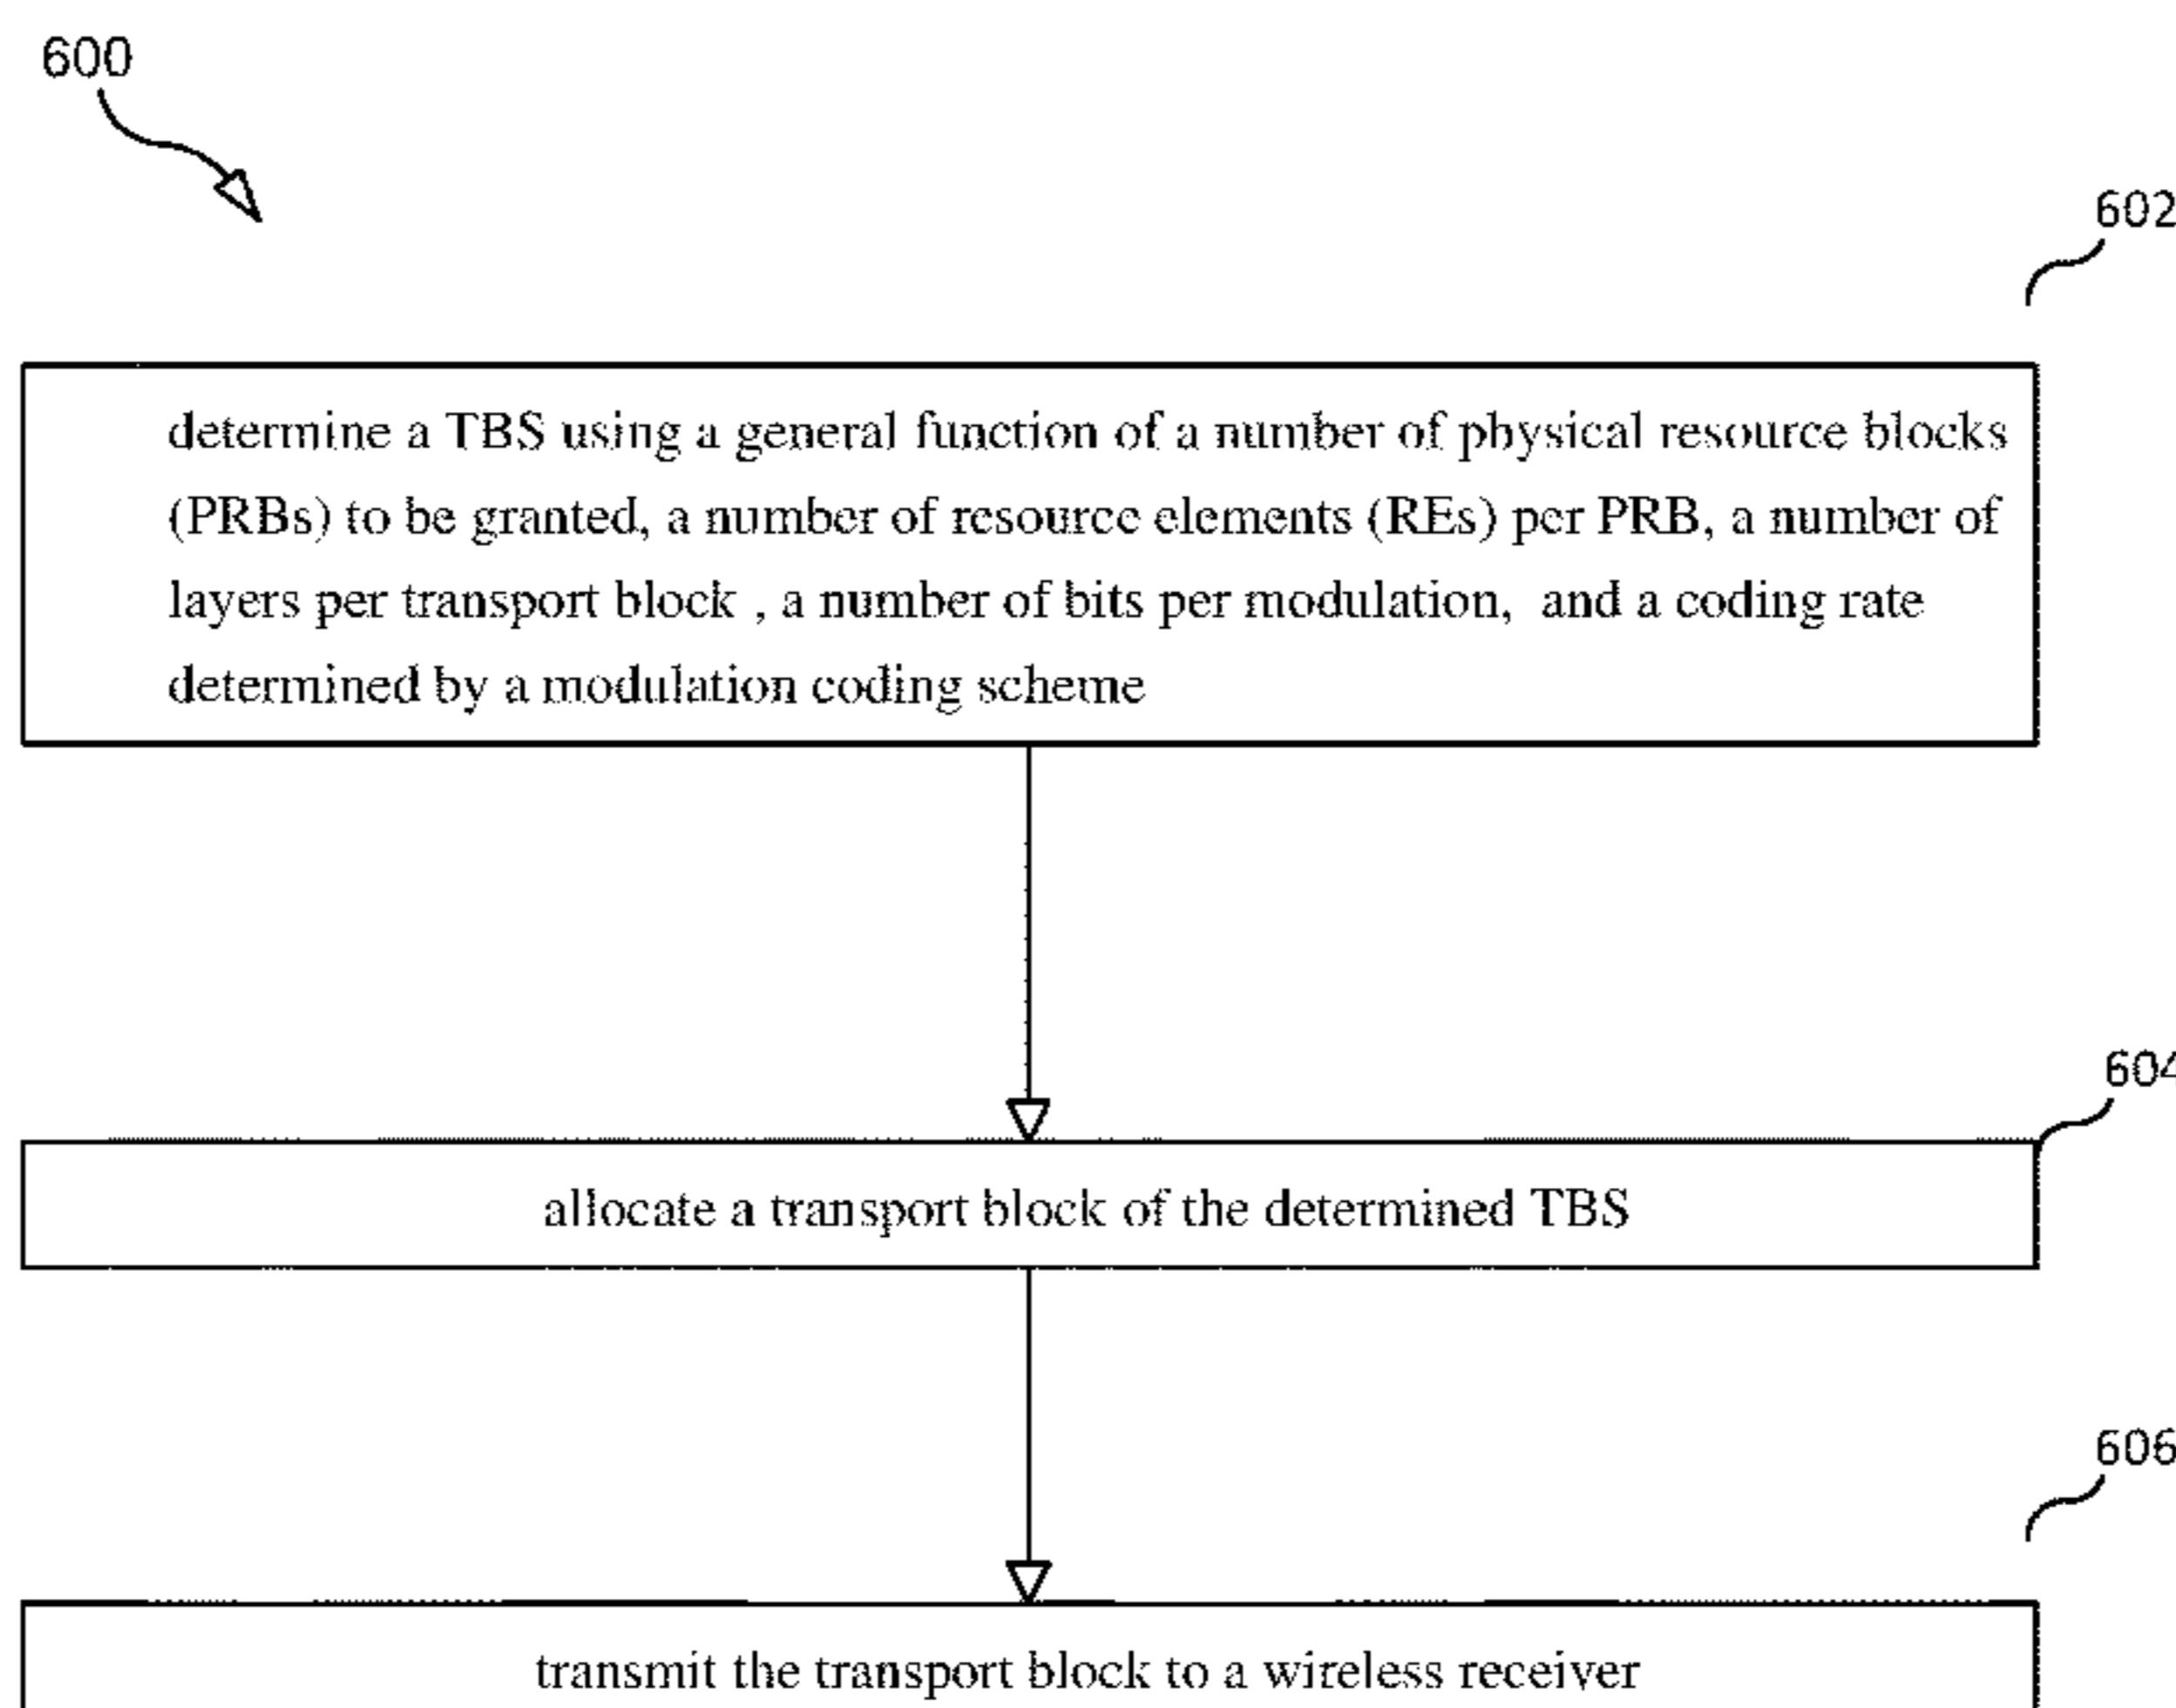 600
602
determine a TBS using a general function of a number of physical resource blocks
(PRBs) to be granted, a number of resource elements (REs) per PRB, a number of
layers per transport block , a number of bits per modulation, and a coding rate
determined by a modulation coding scheme
604
allocate a transport block of the determined TBS
606
transmit the transport block to a wireless receiver